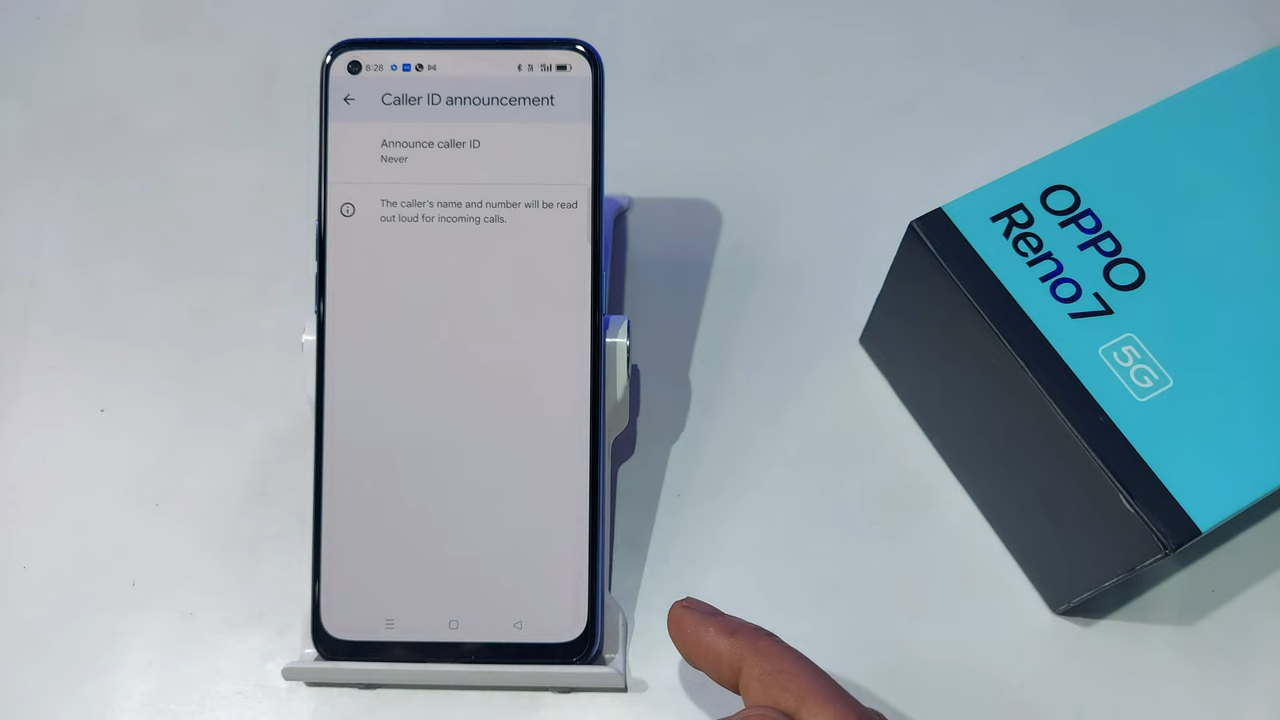 8:28
Caller ID announcement
Announce caller ID
Never
The caller's name and number will be read
out loud for incoming calls.
OPPO
Reno7
5G